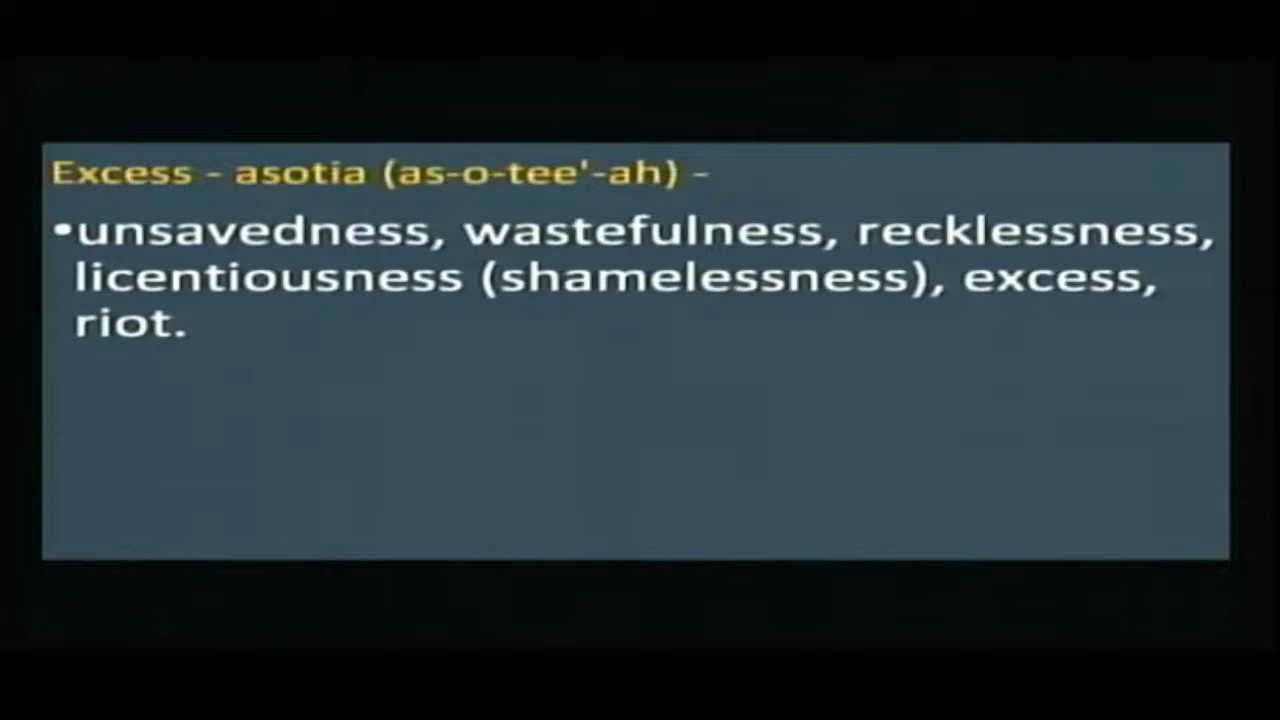 Excess - asotia (as-o-tee'-ah) -
•unsavedness, wastefulness, recklessness,
licentiousness (shamelessness), excess,
riot.